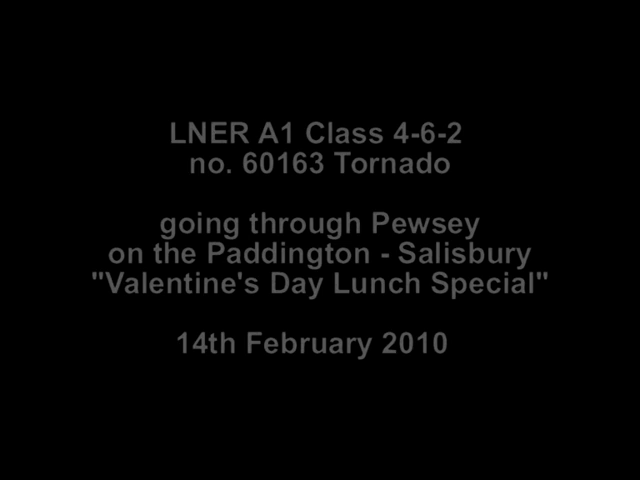 LNER A1 Class 4-6-2
no. 60163 Tornado
going through Pewsey
on the Paddington - Salisbury
"Valentine's Day Lunch Special"
14th February 2010